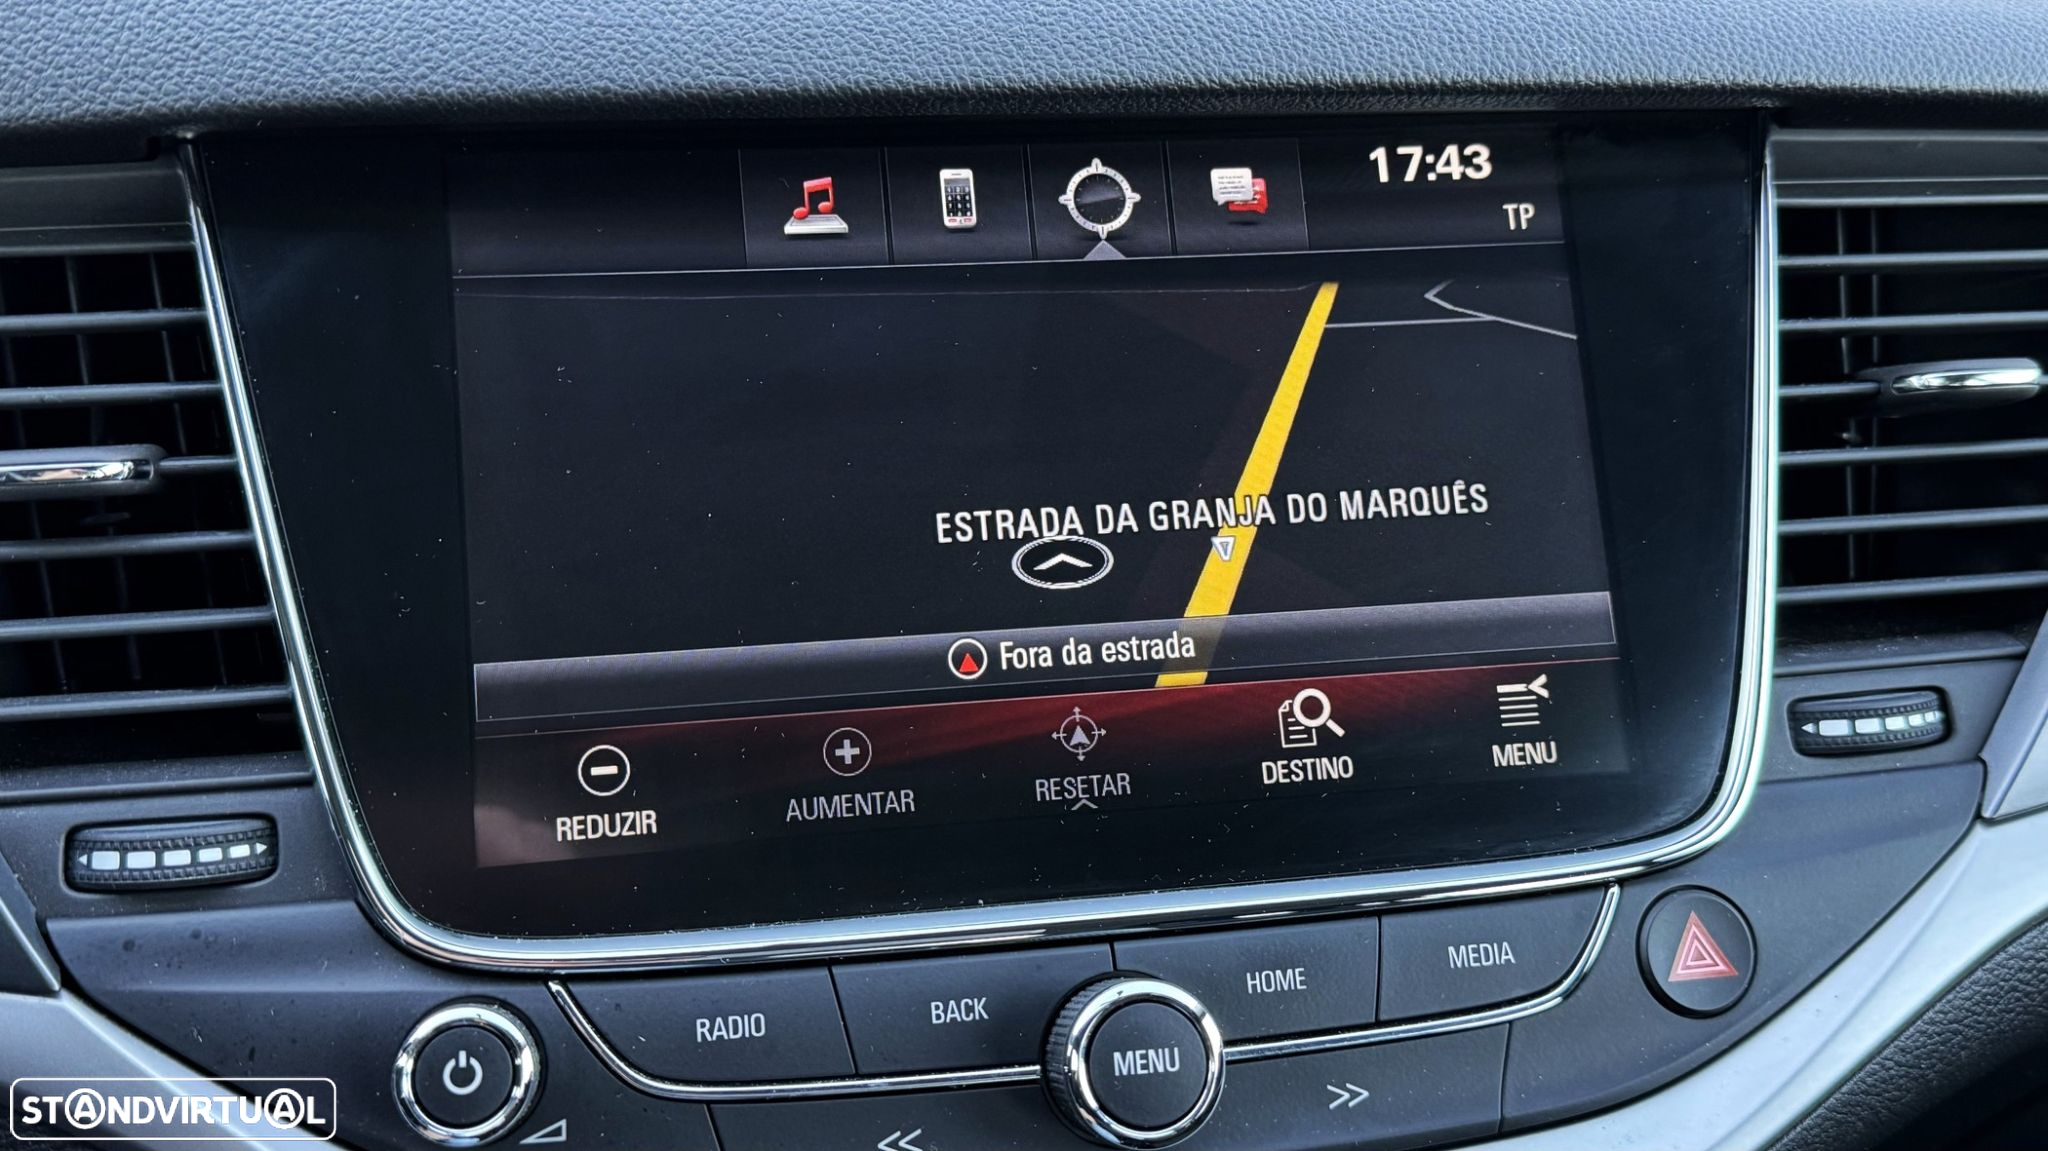 17:43
TP
ESTRADA DA GRANJA DO MARQUÊS
Fora da estrada
REDUZIR
AUMENTAR
RESETAR
DESTINO
MENU
RADIO
BACK
MENU
HOME
MEDIA
STANDVIRTUAL